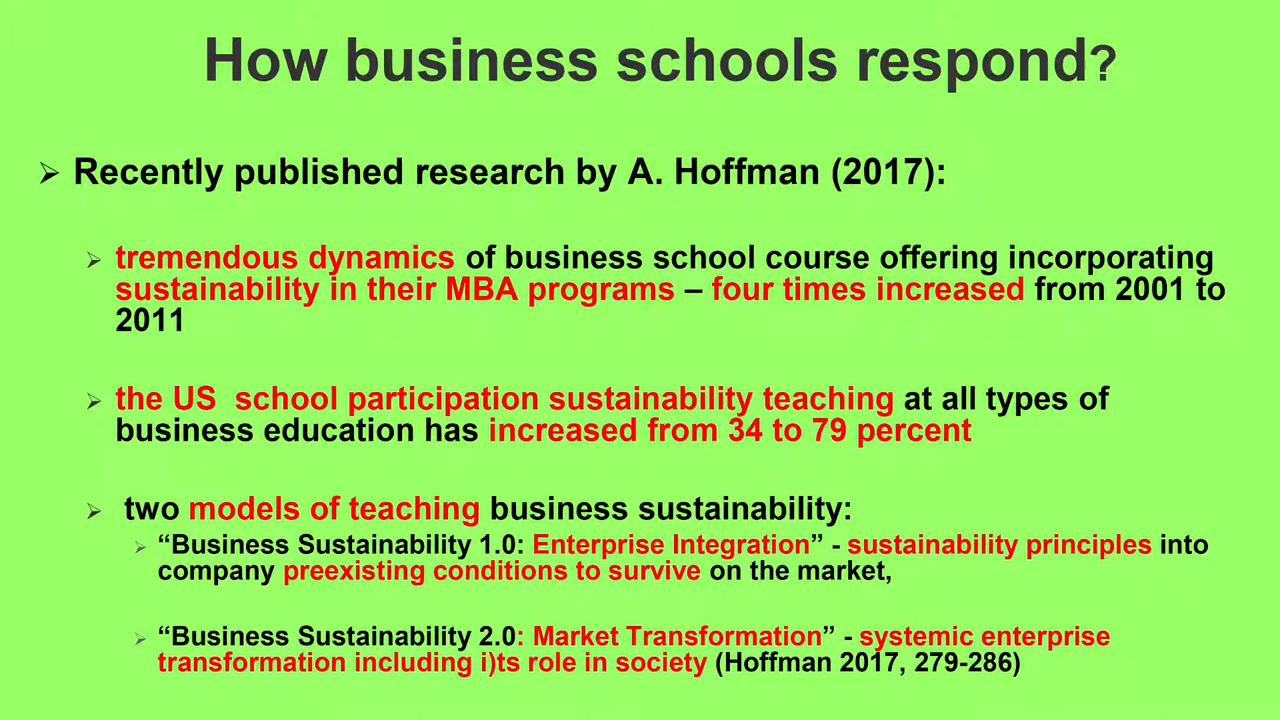 How business schools respond?
Recently published research by A. Hoffman (2017):
tremendous dynamics of business school course offering incorporating
sustainability in their MBA programs – four times increased from 2001 to
2011
the US  school participation sustainability teaching at all types of
business education has increased from 34 to 79 percent
two models of teaching business sustainability:
“Business Sustainability 1.0: Enterprise Integration” - sustainability principles into
company preexisting conditions to survive on the market,
“Business Sustainability 2.0: Market Transformation” - systemic enterprise
transformation including i)ts role in society (Hoffman 2017, 279-286)